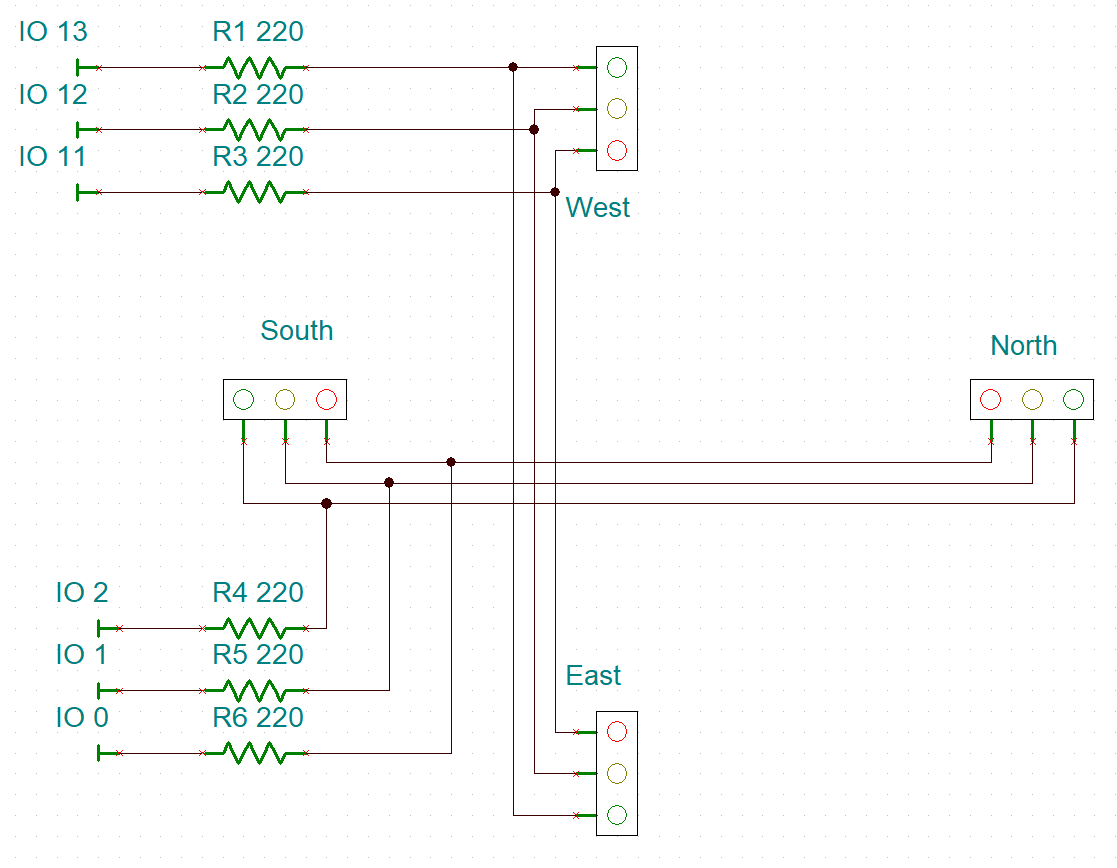 IO 13 R1 220
IO 12 R2 220
IO 11 R3 220
West
South
North
IO 2 R4 220
IO 1 R5 220
East
IO 0 R6 220